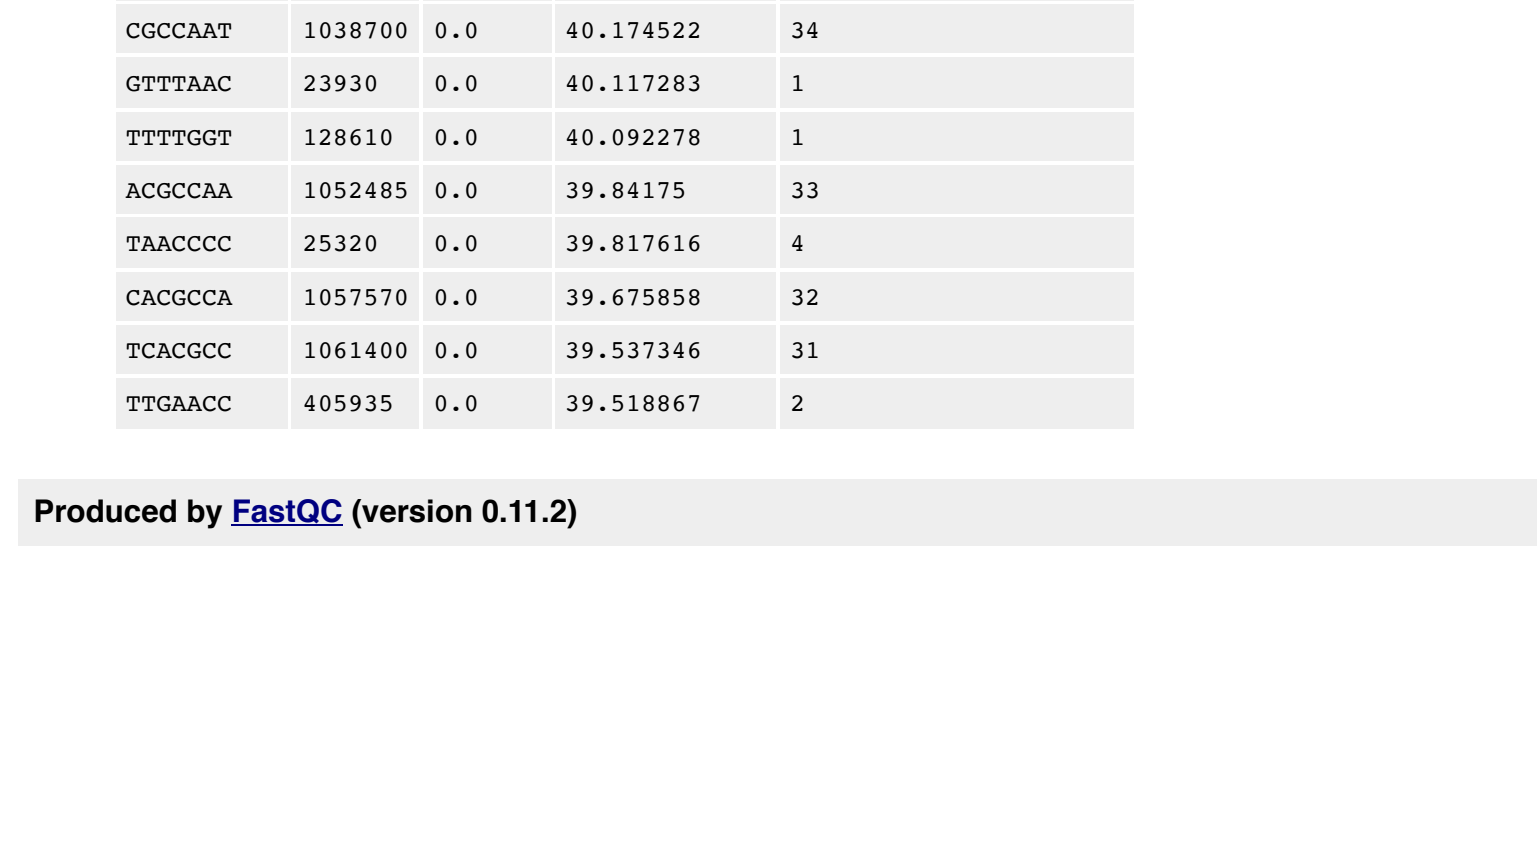 CGCCAAT 1038700 0.0 40.174522 34
GTTTAAC 23930 0.0 40.117283 1
TTTTGGT 128610 0.0 40.092278 1
ACGCCAA 1052485 0.0 39.84175 33
TAACCCC 25320 0.0 39.817616 4
CACGCCA 1057570 0.0 39.675858 32
TCACGCC 1061400 0.0 39.537346 31
TTGAACC 405935 0.0 39.518867 2
Produced by FastQC (version 0.11.2)